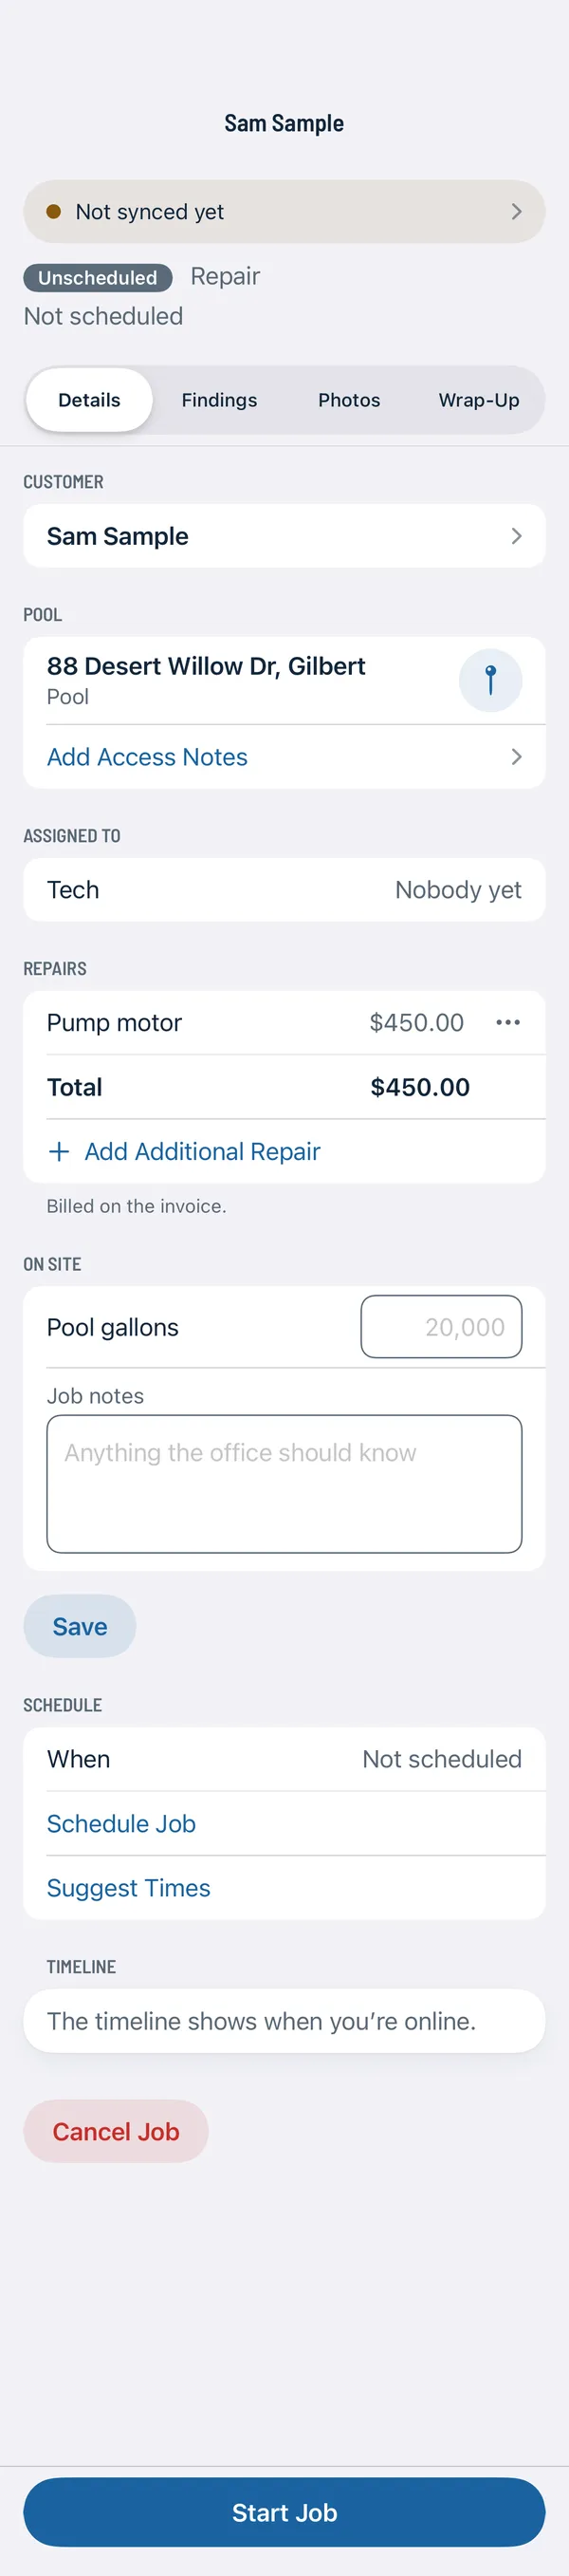 Sam Sample
Not synced yet
Unscheduled Repair
Not scheduled
Details Findings Photos Wrap-Up
CUSTOMER
Sam Sample
POOL
88 Desert Willow Dr, Gilbert
Pool
Add Access Notes
ASSIGNED TO
Tech Nobody yet
REPAIRS
Pump motor $450.00
Total $450.00
Add Additional Repair
Billed on the invoice.
ON SITE
Pool gallons 20,000
Job notes
Anything the office should know
Save
SCHEDULE
When Not scheduled
Schedule Job
Suggest Times
TIMELINE
The timeline shows when you’re online.
Cancel Job
Start Job